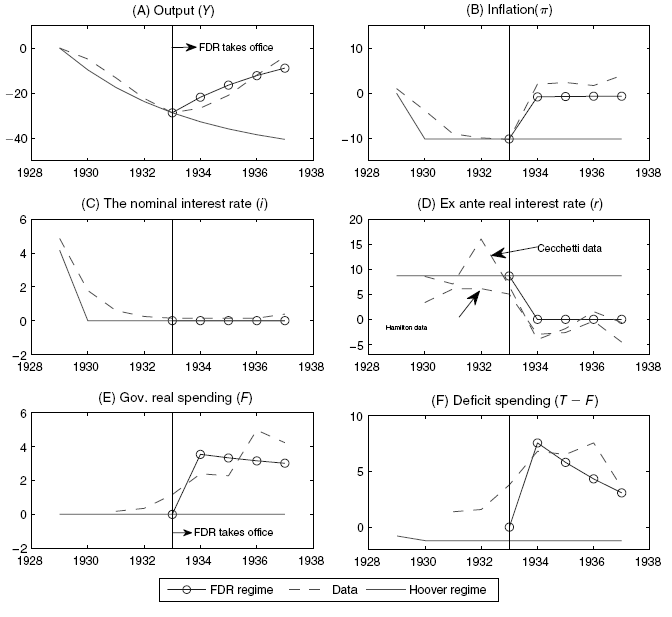 (A) Output (Y)
0
−20
−40
FDR takes office
1928 1930 1932 1934 1936 1938
(B) Inflation(π)
10
0
−10
1928 1930 1932 1934 1936 1938
(C) The nominal interest rate (i)
6
4
2
0
−2
1928 1930 1932 1934 1936 1938
(D) Ex ante real interest rate (r)
20
15
10
5
0
−5
Cecchetti data
Hamilton data
1928 1930 1932 1934 1936 1938
(E) Gov. real spending (F)
6
4
2
0
−2
FDR takes office
1928 1930 1932 1934 1936 1938
(F) Deficit spending (T − F)
10
5
0
1928 1930 1932 1934 1936 1938
FDR regime Data Hoover regime